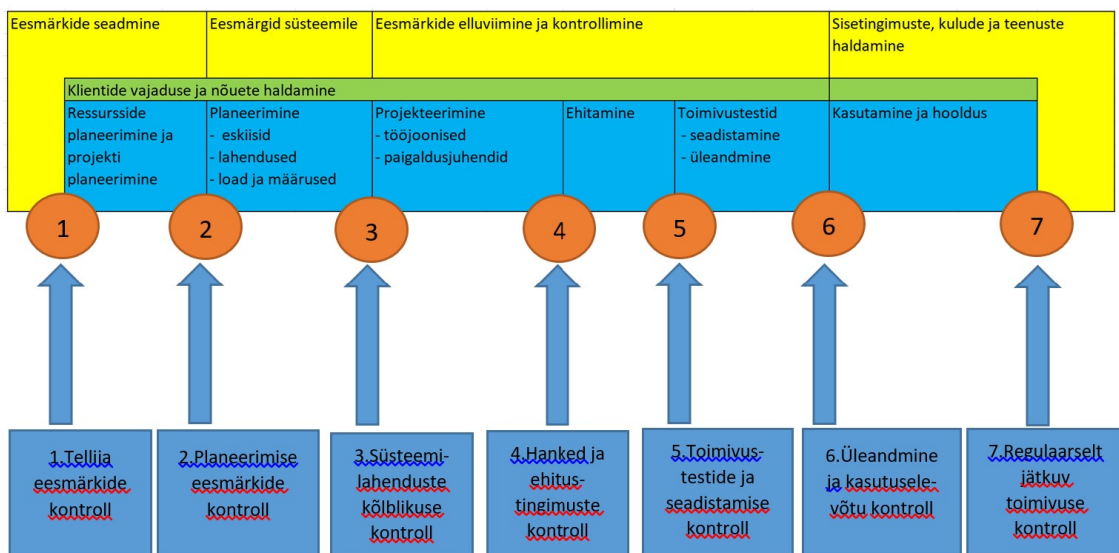 Eesmärkide seadmine
Eesmärgid süsteemile
Eesmärkide elluviimine ja kontrollimine
Sisetingimuste, kulude ja teenuste
haldamine
Klientide vajaduse ja nõuete haldamine
Ressursside
planeerimine ja
projekti
planeerimine
Planeerimine
- eskiisid
- lahendused
- load ja määrused
Projekteerimine
- tööjoonised
- paigaldusjuhendid
Ehitamine
Toimivustestid
- seadistamine
- üleandmine
Kasutamine ja hooldus
1
2
3
4
5
6
7
1.Tellija
eesmärkide
kontroll
2.Planeerimise
eesmärkide
kontroll
3.Süsteemi-
lahenduste
kõlblikuse
kontroll
4.Hanked ja
ehitus-
tingimuste
kontroll
5.Toimivus-
testide ja
seadistamise
kontroll
6.Üleandmine
ja kasutusele-
võtu kontroll
7.Regulaarselt
jätkuv
toimivuse
kontroll